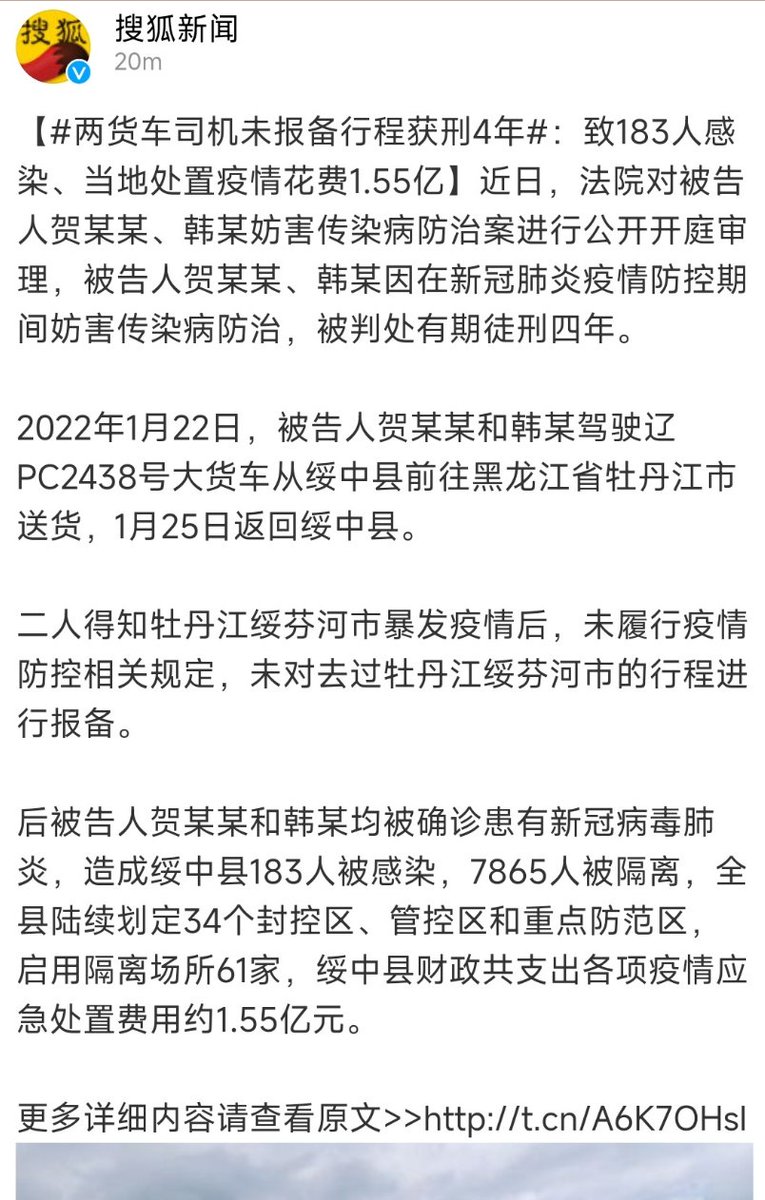 搜狐
搜狐新闻
20m
【#两货车司机未报备行程获刑4年#：致183人感
染、当地处置疫情花费1.55亿】近日，法院对被告
人贺某某、韩某妨害传染病防治案进行公开开庭审
理，被告人贺某某、韩某因在新冠肺炎疫情防控期
间妨害传染病防治，被判处有期徒刑四年。
2022年1月22日，被告人贺某某和韩某驾驶辽
PC2438号大货车从绥中县前往黑龙江省牡丹江市
送货，1月25日返回绥中县。
二人得知牡丹江绥芬河市暴发疫情后，未履行疫情
防控相关规定，未对去过牡丹江绥芬河市的行程进
行报备。
后被告人贺某某和韩某均被确诊患有新冠病毒肺
炎，造成绥中县183人被感染，7865人被隔离，全
县陆续划定34个封控区、管控区和重点防范区，
启用隔离场所61家，绥中县财政共支出各项疫情应
急处置费用约1.55亿元。
更多详细内容请查看原文>>http://t.cn/A6K7OHsl